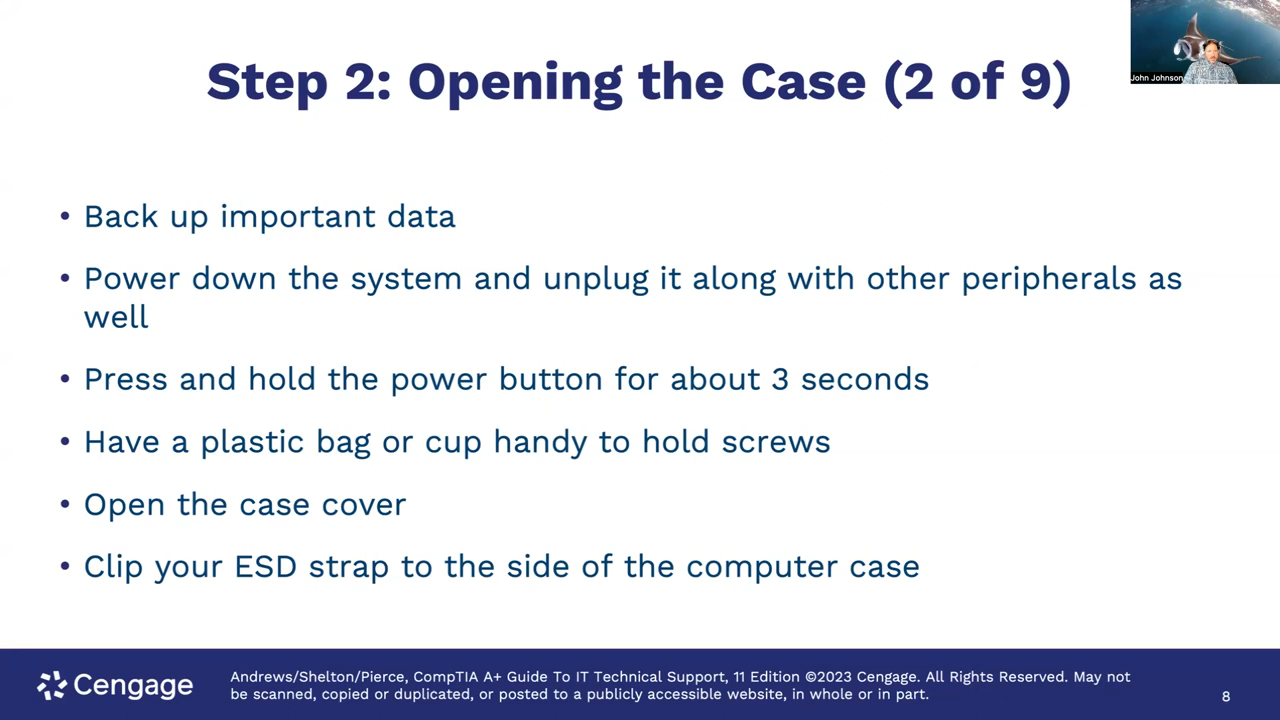 Step 2: Opening the Case (2 of 9)
John Johnson
• Back up important data
• Power down the system and unplug it along with other peripherals as
well
• Press and hold the power button for about 3 seconds
• Have a plastic bag or cup handy to hold screws
• Open the case cover
• Clip your ESD strap to the side of the computer case
Cengage
Andrews/Shelton/Pierce, CompTIA A+ Guide To IT Technical Support, 11 Edition ©2023 Cengage. All Rights Reserved. May not
be scanned, copied or duplicated, or posted to a publicly accessible website, in whole or in part.
8